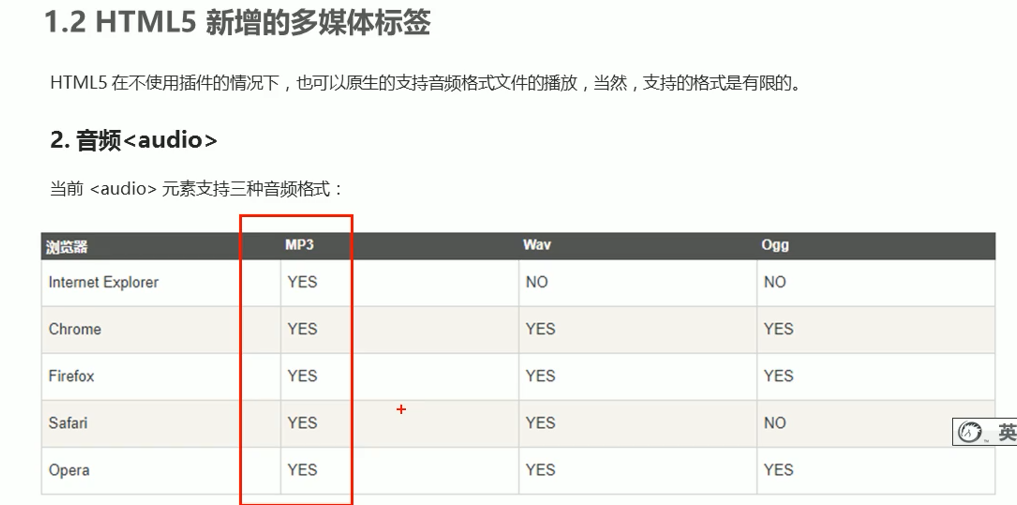 1.2 HTML5 新增的多媒体标签
HTML5 在不使用插件的情况下，也可以原生的支持音频格式文件的播放，当然，支持的格式是有限的。
2. 音频<audio>
当前 <audio> 元素支持三种音频格式：
浏览器 MP3 Wav Ogg
Internet Explorer YES NO NO
Chrome YES YES YES
Firefox YES YES YES
Safari YES YES NO
英
Opera YES YES YES